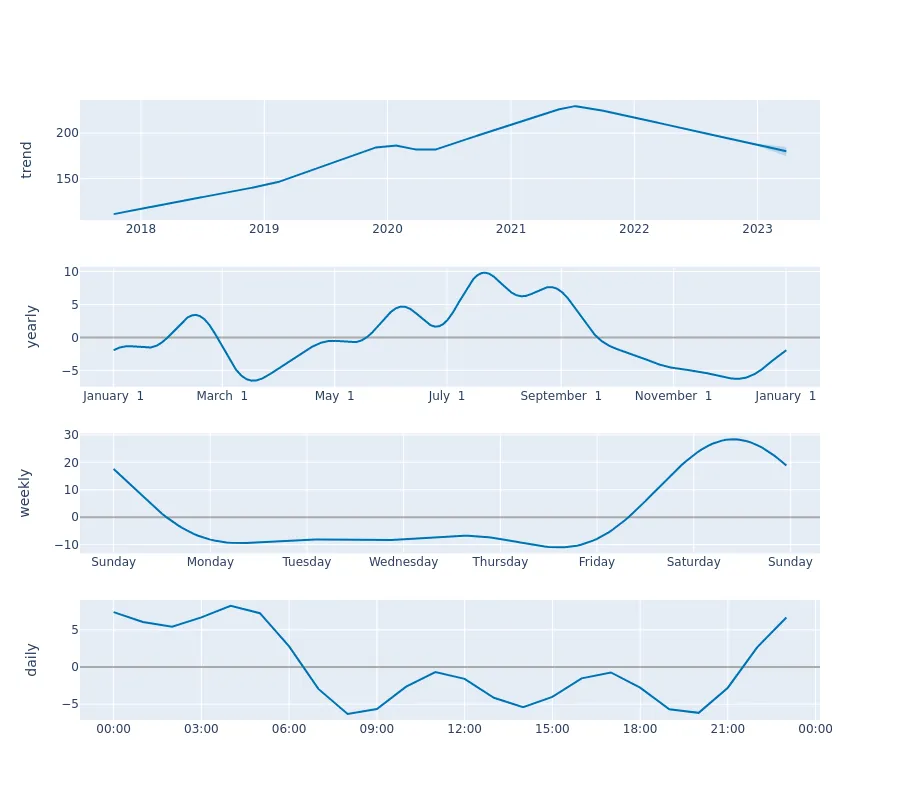 trend
200
150
2018 2019 2020 2021 2022 2023
yearly
10
5
0
−5
January 1 March 1 May 1 July 1 September 1 November 1 January 1
weekly
30
20
10
0
−10
Sunday Monday Tuesday Wednesday Thursday Friday Saturday Sunday
daily
5
0
−5
00:00 03:00 06:00 09:00 12:00 15:00 18:00 21:00 00:00